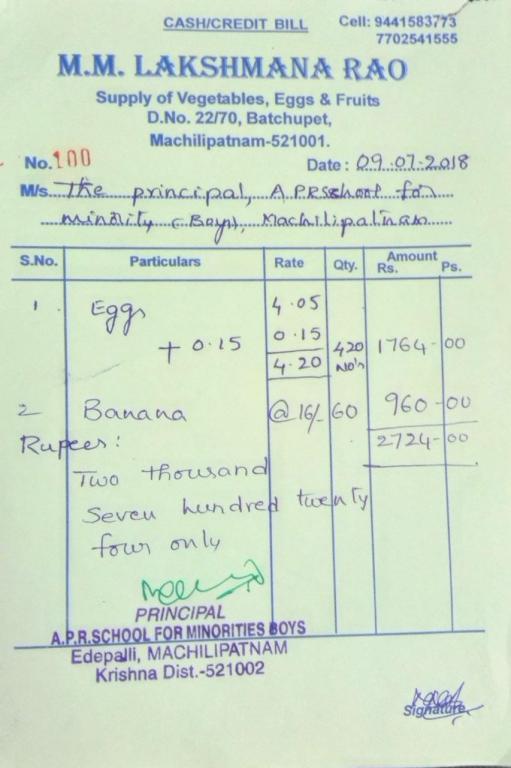 CASH/CREDIT BILL Cell: 9441583773
7702541555
M.M. LAKSHMANA RAO
Supply of Vegetables, Eggs & Fruits
D.No. 22/70, Batchupet,
Machilipatnam-521001.
No. 100 Date : 09.07.2018
M/s. The principal, A.P.R School for
minority (Boys), Machilipatnam
S.No. Particulars Rate Qty. Amount
Rs. Ps.
1 Eggs 4.05
+ 0.15 0.15 420 1764-00
4.20 No's
2 Banana @ 16/- 60 960-00
Rupees: 2724-00
Two thousand
Seven hundred twenty
four only
PRINCIPAL
A.P.R.SCHOOL FOR MINORITIES BOYS
Edepalli, MACHILIPATNAM
Krishna Dist.-521002
Signature